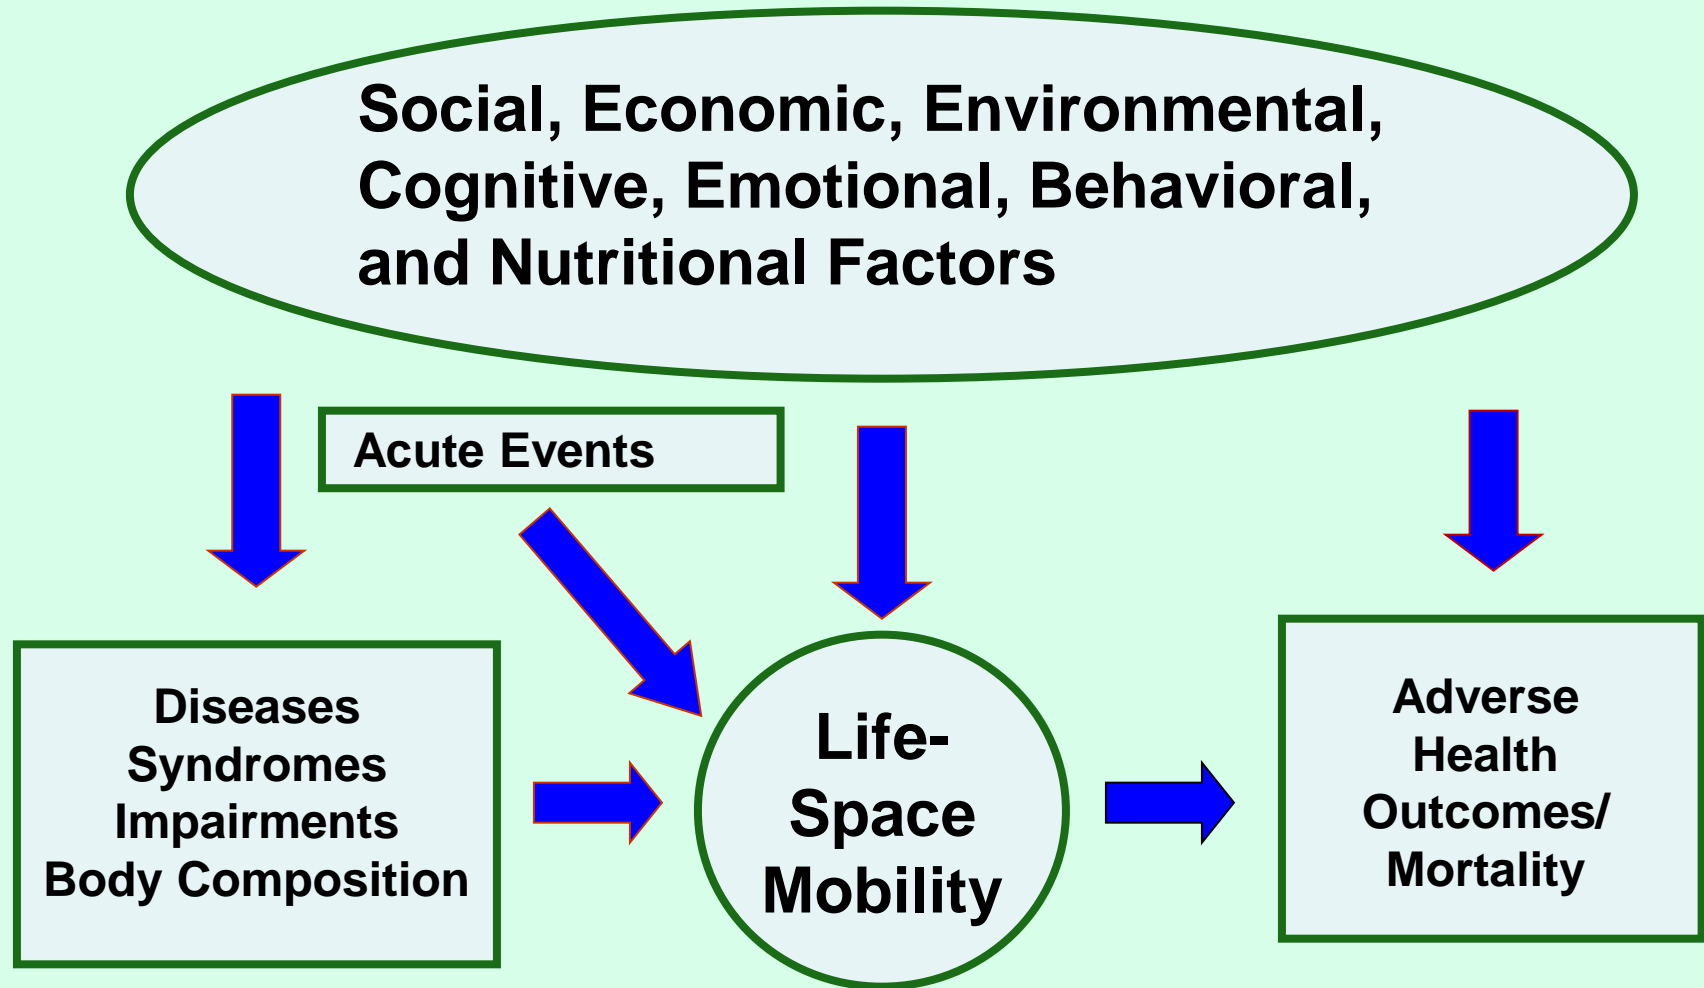 Social, Economic, Environmental,
Cognitive, Emotional, Behavioral,
and Nutritional Factors
Acute Events
Diseases
Syndromes
Impairments
Body Composition
Life-
Space
Mobility
Adverse
Health
Outcomes/
Mortality